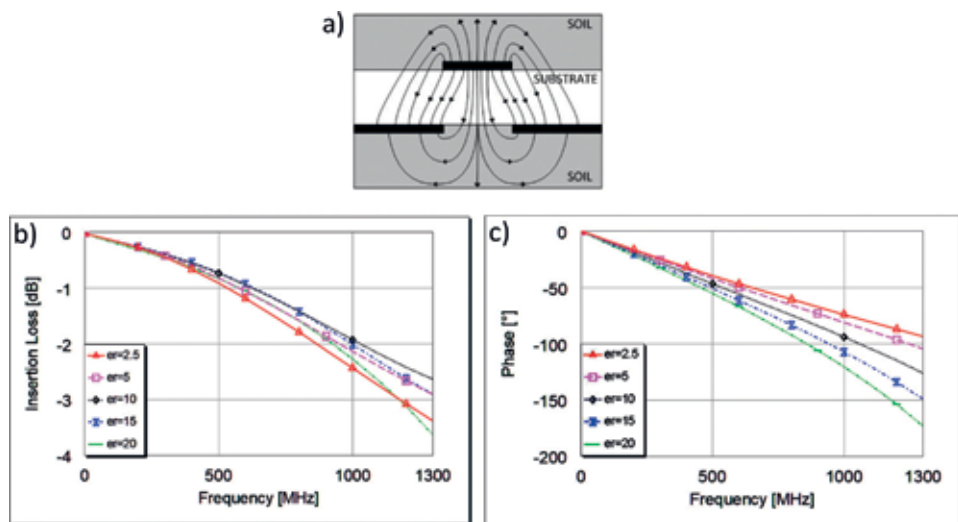 a)
SOIL
SUBSTRATE
SOIL
b)
0
-1
-2
-3
-4
Insertion Loss [dB]
er=2.5
er=5
er=10
er=15
er=20
0
500
1000
1300
Frequency [MHz]
c)
0
-50
-100
-150
-200
Phase [°]
er=2.5
er=5
er=10
er=15
er=20
0
500
1000
1300
Frequency [MHz]